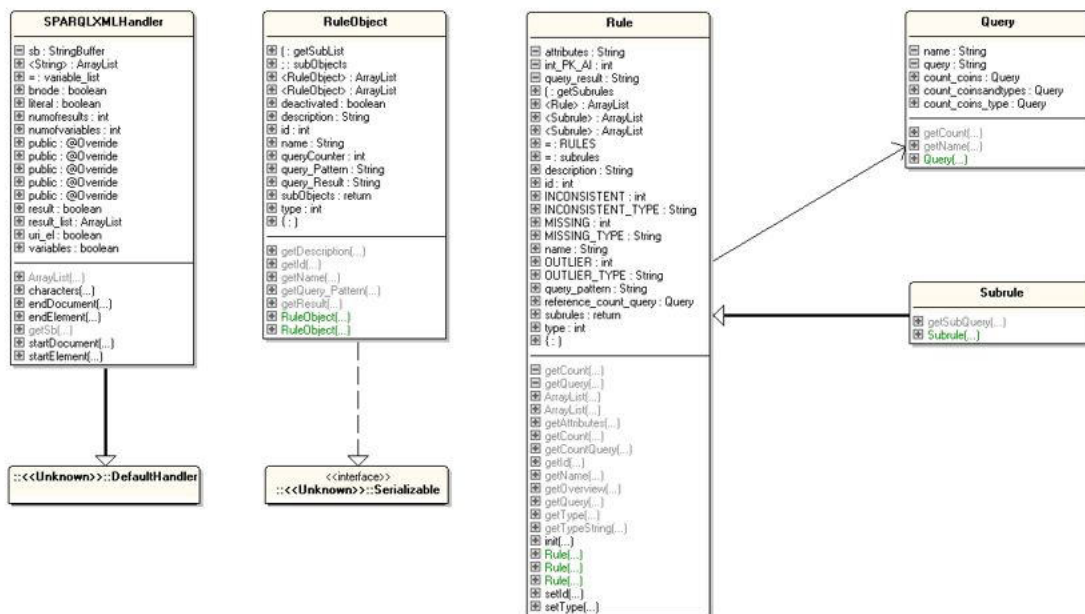 SPARQLXMLHandler
sb : StringBuffer
<String> : ArrayList
= : variable_list
bnode : boolean
literal : boolean
numofresults : int
numofvariables : int
public : @Override
public : @Override
public : @Override
public : @Override
public : @Override
result : boolean
result_list : ArrayList
uri_el : boolean
variables : boolean
ArrayList(...)
characters(...)
endDocument(...)
endElement(...)
getSb(...)
startDocument(...)
startElement(...)
::<<Unknown>>::DefaultHandler
RuleObject
( : getSubList
; : subObjects
<RuleObject> : ArrayList
<RuleObject> : ArrayList
deactivated : boolean
description : String
id : int
name : String
queryCounter : int
query_Pattern : String
query_Result : String
subObjects : return
type : int
{ : )
getDescription(...)
getId(...)
getName(...)
getQuery_Pattern(...)
getResult(...)
RuleObject(...)
RuleObject(...)
<<interface>>
::<<Unknown>>::Serializable
Rule
attributes : String
int_PK_AI : int
query_result : String
( : getSubrules
<Rule> : ArrayList
<Subrule> : ArrayList
<Subrule> : ArrayList
= : RULES
= : subrules
description : String
id : int
INCONSISTENT : int
INCONSISTENT_TYPE : String
MISSING : int
MISSING_TYPE : String
name : String
OUTLIER : int
OUTLIER_TYPE : String
query_pattern : String
reference_count_query : Query
subrules : return
type : int
{ : )
getCount(...)
getQuery(...)
ArrayList(...)
ArrayList(...)
getAttributes(...)
getCount(...)
getCountQuery(...)
getId(...)
getName(...)
getOverview(...)
getQuery(...)
getType(...)
getTypeString(...)
init(...)
Rule(...)
Rule(...)
Rule(...)
setId(...)
setType(...)
Query
name : String
query : String
count_coins : Query
count_coinsandtypes : Query
count_coins_type : Query
getCount(...)
getName(...)
Query(...)
Subrule
getSubQuery(...)
Subrule(...)